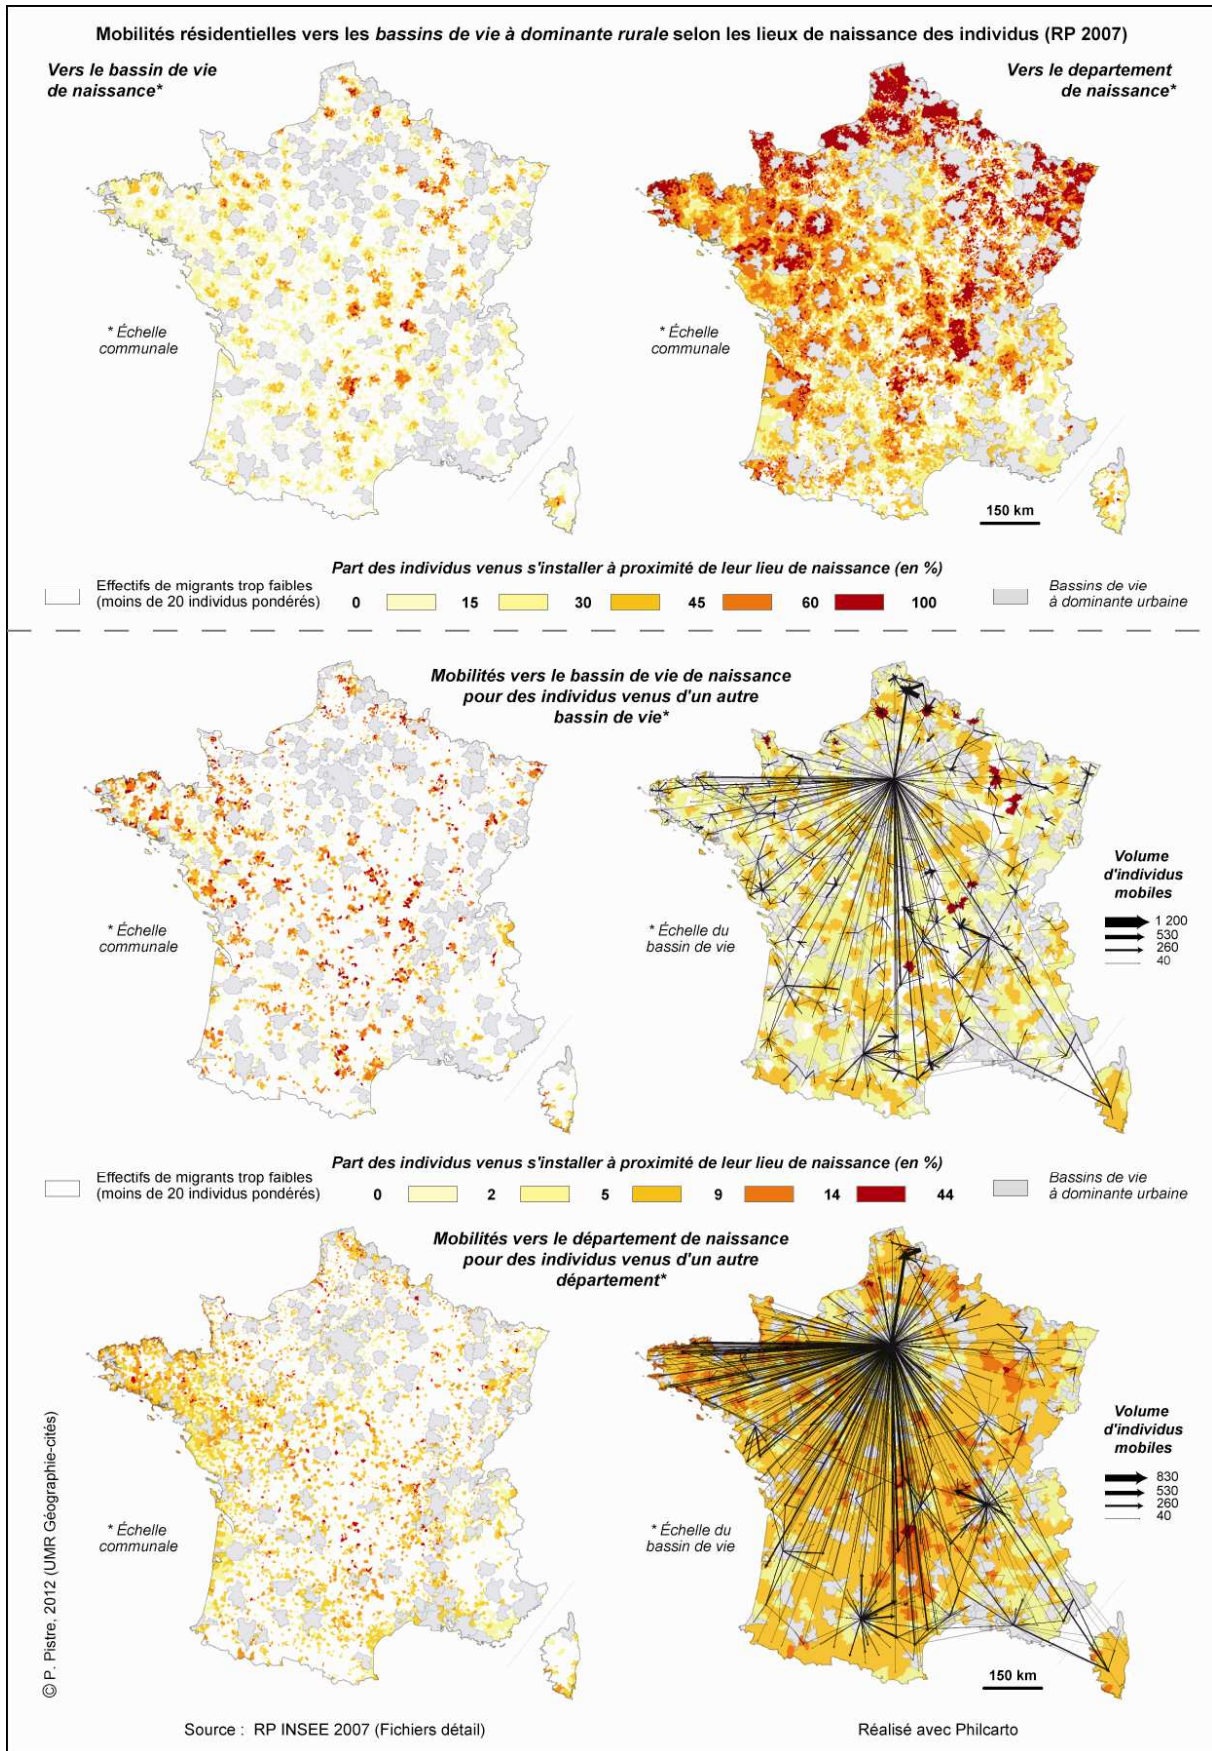 Mobilités résidentielles vers les bassins de vie à dominante rurale selon les lieux de naissance des individus (RP 2007)
Vers le bassin de vie
de naissance*
Vers le departement
de naissance*
* Échelle
communale
* Échelle
communale
150 km
Part des individus venus s'installer à proximité de leur lieu de naissance (en %)
Effectifs de migrants trop faibles
(moins de 20 individus pondérés)
0 15 30 45 60 100
Bassins de vie
à dominante urbaine
Mobilités vers le bassin de vie de naissance
pour des individus venus d'un autre
bassin de vie*
* Échelle
communale
* Échelle du
bassin de vie
Volume
d'individus
mobiles
1 200
530
260
40
Part des individus venus s'installer à proximité de leur lieu de naissance (en %)
Effectifs de migrants trop faibles
(moins de 20 individus pondérés)
0 2 5 9 14 44
Bassins de vie
à dominante urbaine
Mobilités vers le département de naissance
pour des individus venus d'un autre
département*
* Échelle
communale
* Échelle du
bassin de vie
Volume
d'individus
mobiles
830
530
260
40
150 km
© P. Pistre, 2012 (UMR Géographie-cités)
Source : RP INSEE 2007 (Fichiers détail)
Réalisé avec Philcarto